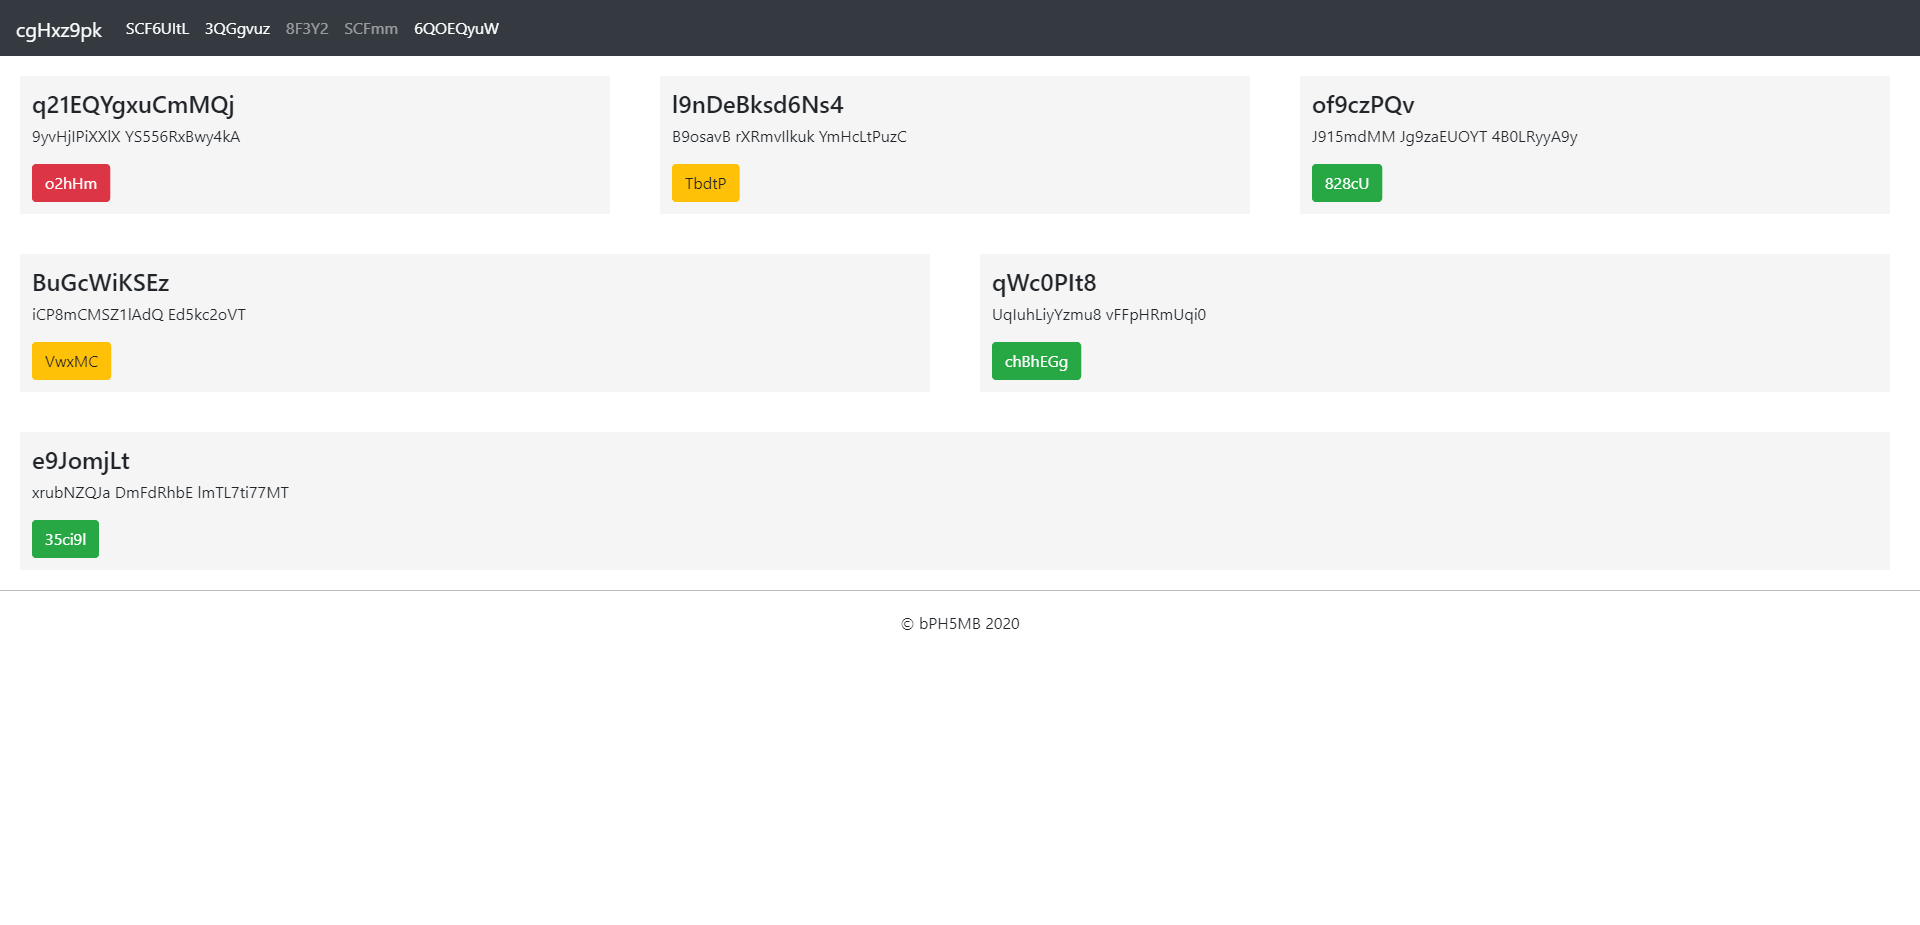 cgHxz9pk SCF6UItL 3QGgvuz 8F3Y2 SCFmm 6QOEQyuW
q21EQYgxuCmMQj
9yvHjIPiXXlX YS556RxBwy4kA
o2hHm
l9nDeBksd6Ns4
B9osavB rXRmvIlkuk YmHcLtPuzC
TbdtP
of9czPQv
J915mdMM Jg9zaEUOYT 4B0LRyyA9y
828cU
BuGcWiKSEz
iCP8mCMSZ1lAdQ Ed5kc2oVT
VwxMC
qWc0PIt8
UqIuhLiyYzmu8 vFFpHRmUqi0
chBhEGg
e9JomjLt
xrubNZQJa DmFdRhbE lmTL7ti77MT
35ci9l
© bPH5MB 2020